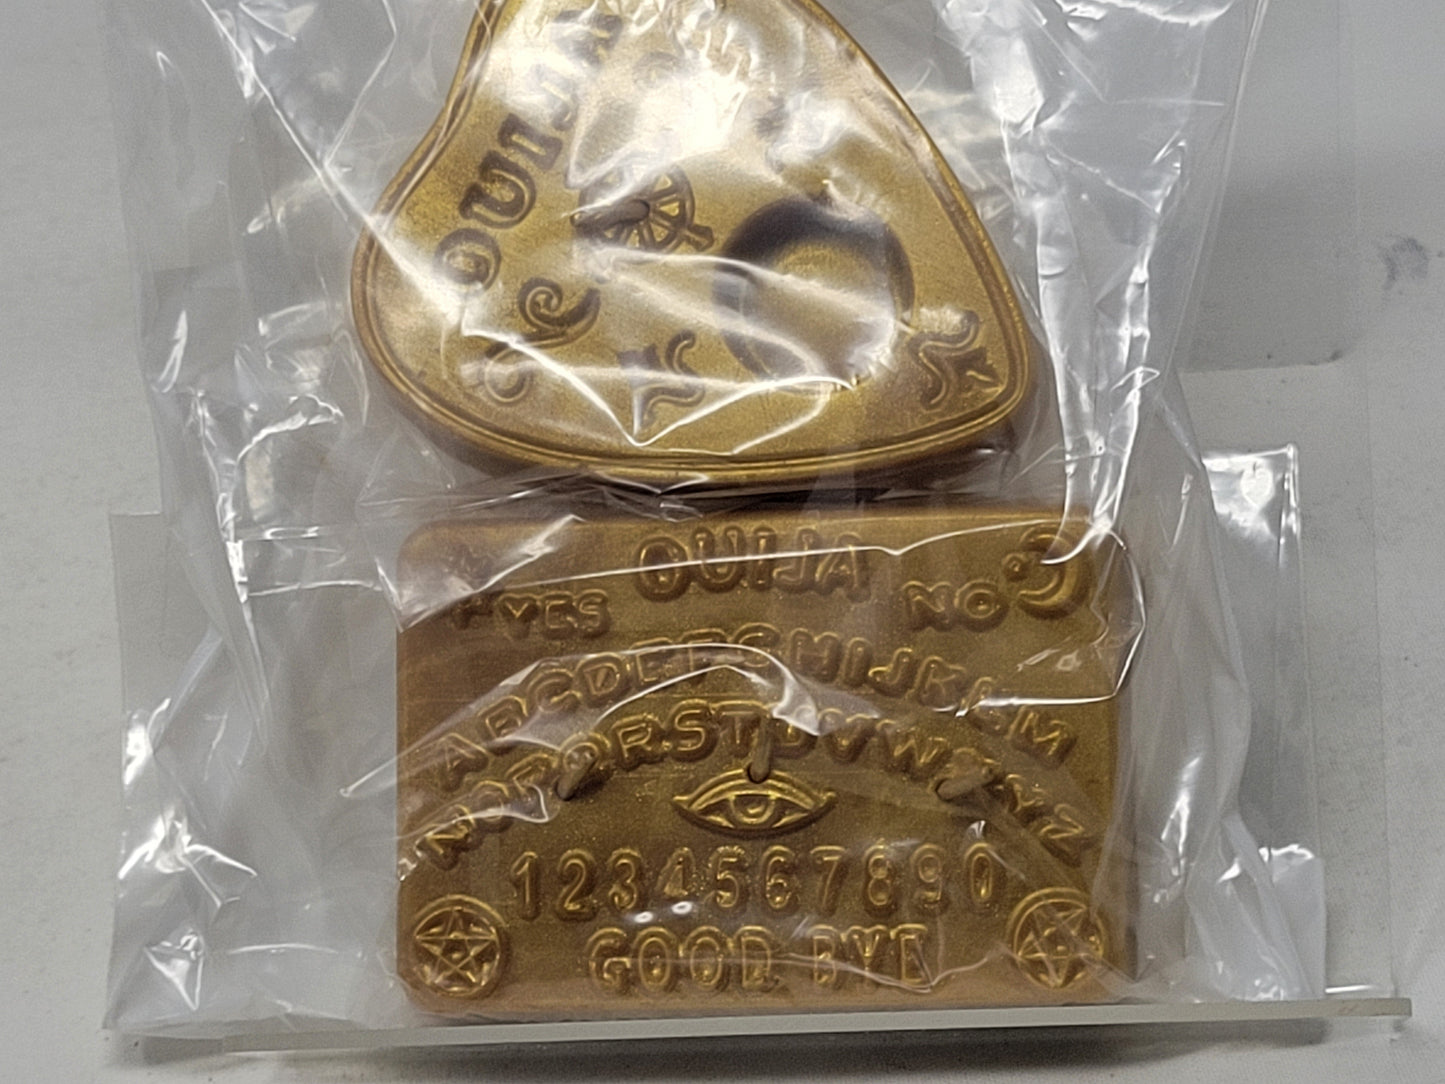 OUIJA
OUIJA
YES NO
ABCDEFGHIJKLM
NOPQRSTUVWXYZ
1234567890
GOOD BYE